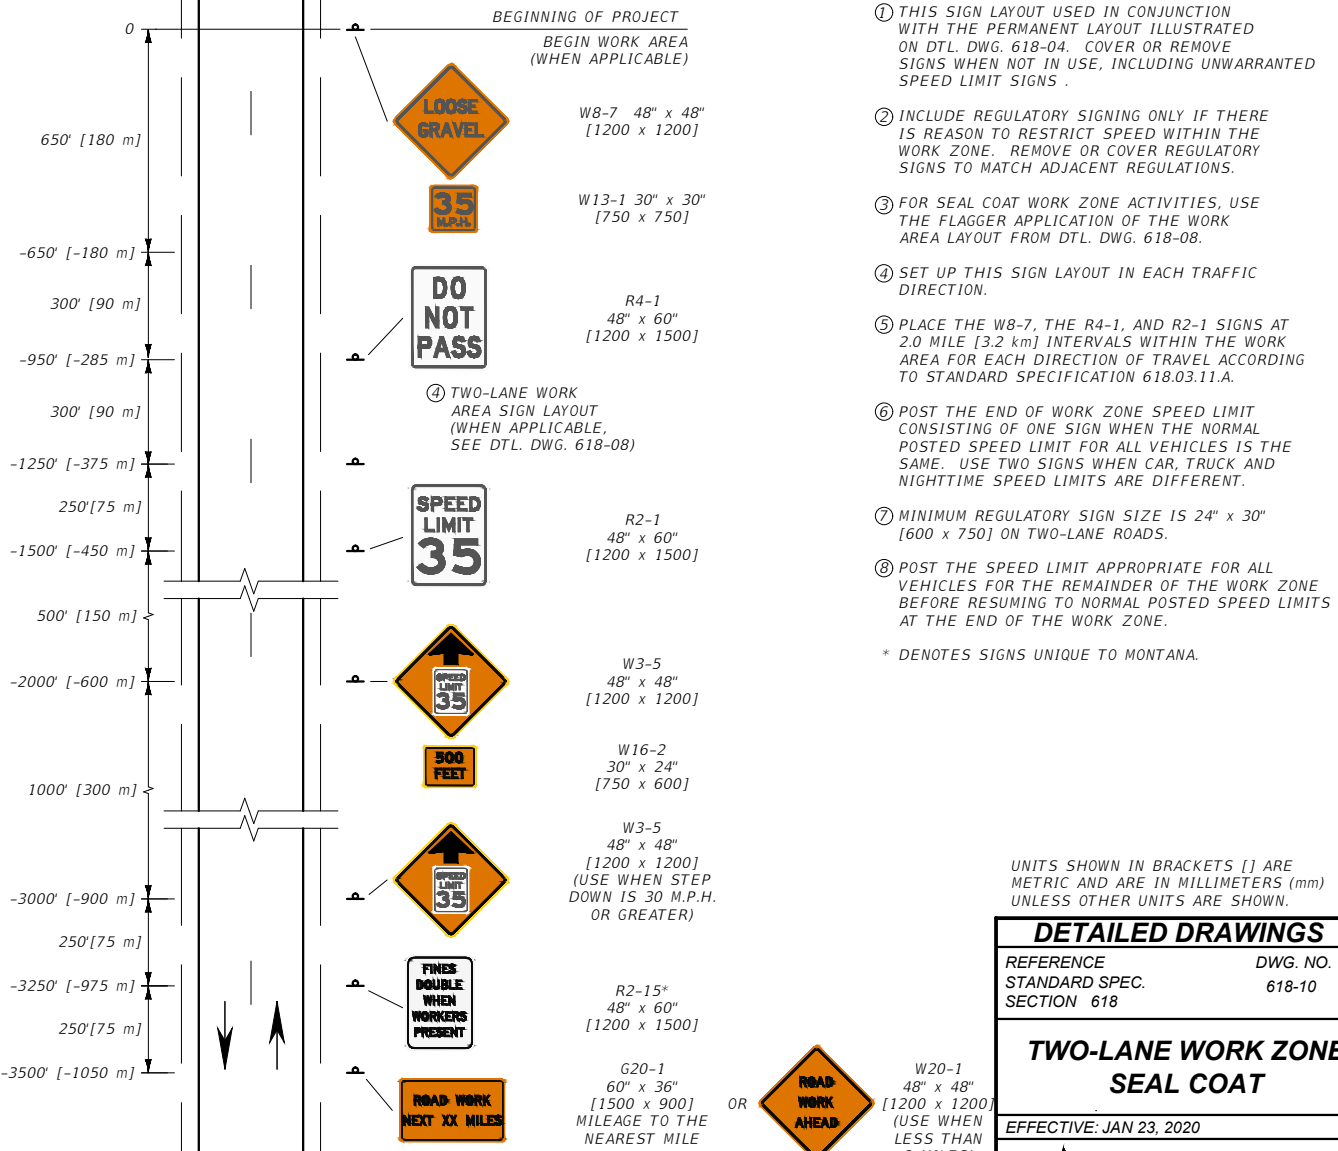 BEGINNING OF PROJECT
0
BEGIN WORK AREA
(WHEN APPLICABLE)
LOOSE
GRAVEL
W8-7 48" x 48"
[1200 x 1200]
650' [180 m]
35
M.P.H.
W13-1 30" x 30"
[750 x 750]
-650' [-180 m]
300' [90 m]
DO
NOT
PASS
R4-1
48" x 60"
[1200 x 1500]
-950' [-285 m]
300' [90 m]
4 TWO-LANE WORK
AREA SIGN LAYOUT
(WHEN APPLICABLE,
SEE DTL. DWG. 618-08)
-1250' [-375 m]
250'[75 m]
SPEED
LIMIT
35
R2-1
48" x 60"
[1200 x 1500]
-1500' [-450 m]
500' [150 m]
SPEED
LIMIT
35
W3-5
48" x 48"
[1200 x 1200]
-2000' [-600 m]
500
FEET
W16-2
30" x 24"
[750 x 600]
1000' [300 m]
SPEED
LIMIT
35
W3-5
48" x 48"
[1200 x 1200]
(USE WHEN STEP
DOWN IS 30 M.P.H.
OR GREATER)
-3000' [-900 m]
250'[75 m]
FINES
DOUBLE
WHEN
WORKERS
PRESENT
R2-15*
48" x 60"
[1200 x 1500]
-3250' [-975 m]
250'[75 m]
-3500' [-1050 m]
ROAD WORK
NEXT XX MILES
G20-1
60" x 36"
[1500 x 900]
MILEAGE TO THE
NEAREST MILE
OR
ROAD
WORK
AHEAD
W20-1
48" x 48"
[1200 x 1200]
(USE WHEN
LESS THAN
1 THIS SIGN LAYOUT USED IN CONJUNCTION
WITH THE PERMANENT LAYOUT ILLUSTRATED
ON DTL. DWG. 618-04. COVER OR REMOVE
SIGNS WHEN NOT IN USE, INCLUDING UNWARRANTED
SPEED LIMIT SIGNS .
2 INCLUDE REGULATORY SIGNING ONLY IF THERE
IS REASON TO RESTRICT SPEED WITHIN THE
WORK ZONE. REMOVE OR COVER REGULATORY
SIGNS TO MATCH ADJACENT REGULATIONS.
3 FOR SEAL COAT WORK ZONE ACTIVITIES, USE
THE FLAGGER APPLICATION OF THE WORK
AREA LAYOUT FROM DTL. DWG. 618-08.
4 SET UP THIS SIGN LAYOUT IN EACH TRAFFIC
DIRECTION.
5 PLACE THE W8-7, THE R4-1, AND R2-1 SIGNS AT
2.0 MILE [3.2 km] INTERVALS WITHIN THE WORK
AREA FOR EACH DIRECTION OF TRAVEL ACCORDING
TO STANDARD SPECIFICATION 618.03.11.A.
6 POST THE END OF WORK ZONE SPEED LIMIT
CONSISTING OF ONE SIGN WHEN THE NORMAL
POSTED SPEED LIMIT FOR ALL VEHICLES IS THE
SAME. USE TWO SIGNS WHEN CAR, TRUCK AND
NIGHTTIME SPEED LIMITS ARE DIFFERENT.
7 MINIMUM REGULATORY SIGN SIZE IS 24" x 30"
[600 x 750] ON TWO-LANE ROADS.
8 POST THE SPEED LIMIT APPROPRIATE FOR ALL
VEHICLES FOR THE REMAINDER OF THE WORK ZONE
BEFORE RESUMING TO NORMAL POSTED SPEED LIMITS
AT THE END OF THE WORK ZONE.
* DENOTES SIGNS UNIQUE TO MONTANA.
UNITS SHOWN IN BRACKETS [] ARE
METRIC AND ARE IN MILLIMETERS (mm)
UNLESS OTHER UNITS ARE SHOWN.
DETAILED DRAWINGS
REFERENCE DWG. NO.
STANDARD SPEC. 618-10
SECTION 618
TWO-LANE WORK ZONE
SEAL COAT
EFFECTIVE: JAN 23, 2020